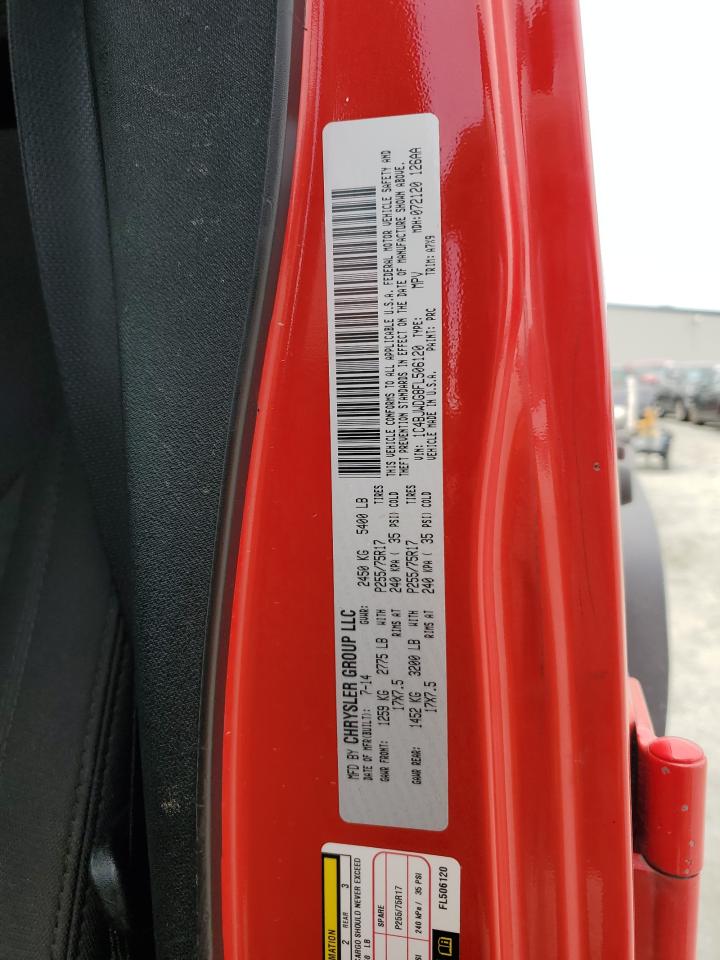 MFD BY CHRYSLER GROUP LLC
DATE OF MFR(BUILT): 7-14 GVWR: 2450 KG 5400 LB
GAWR FRONT: 1259 KG 2775 LB WITH P255/75R17 TIRES
17X7.5 RIMS AT 240 KPA ( 35 PSI) COLD
GAWR REAR: 1452 KG 3200 LB WITH P255/75R17 TIRES
17X7.5 RIMS AT 240 KPA ( 35 PSI) COLD
THIS VEHICLE CONFORMS TO ALL APPLICABLE U.S.A. FEDERAL MOTOR VEHICLE SAFETY AND
THEFT PREVENTION STANDARDS IN EFFECT ON THE DATE OF MANUFACTURE SHOWN ABOVE.
VIN: 1C4BJWDG8FL506120 TYPE: MPV MDH:072120 126AA
VEHICLE MADE IN U.S.A. PAINT: PRC TRIM: A7X9
2 REAR 3
CARGO SHOULD NEVER EXCEED
LB
SPARE
P255/75R17
240 KPA / 35 PSI
FL506120